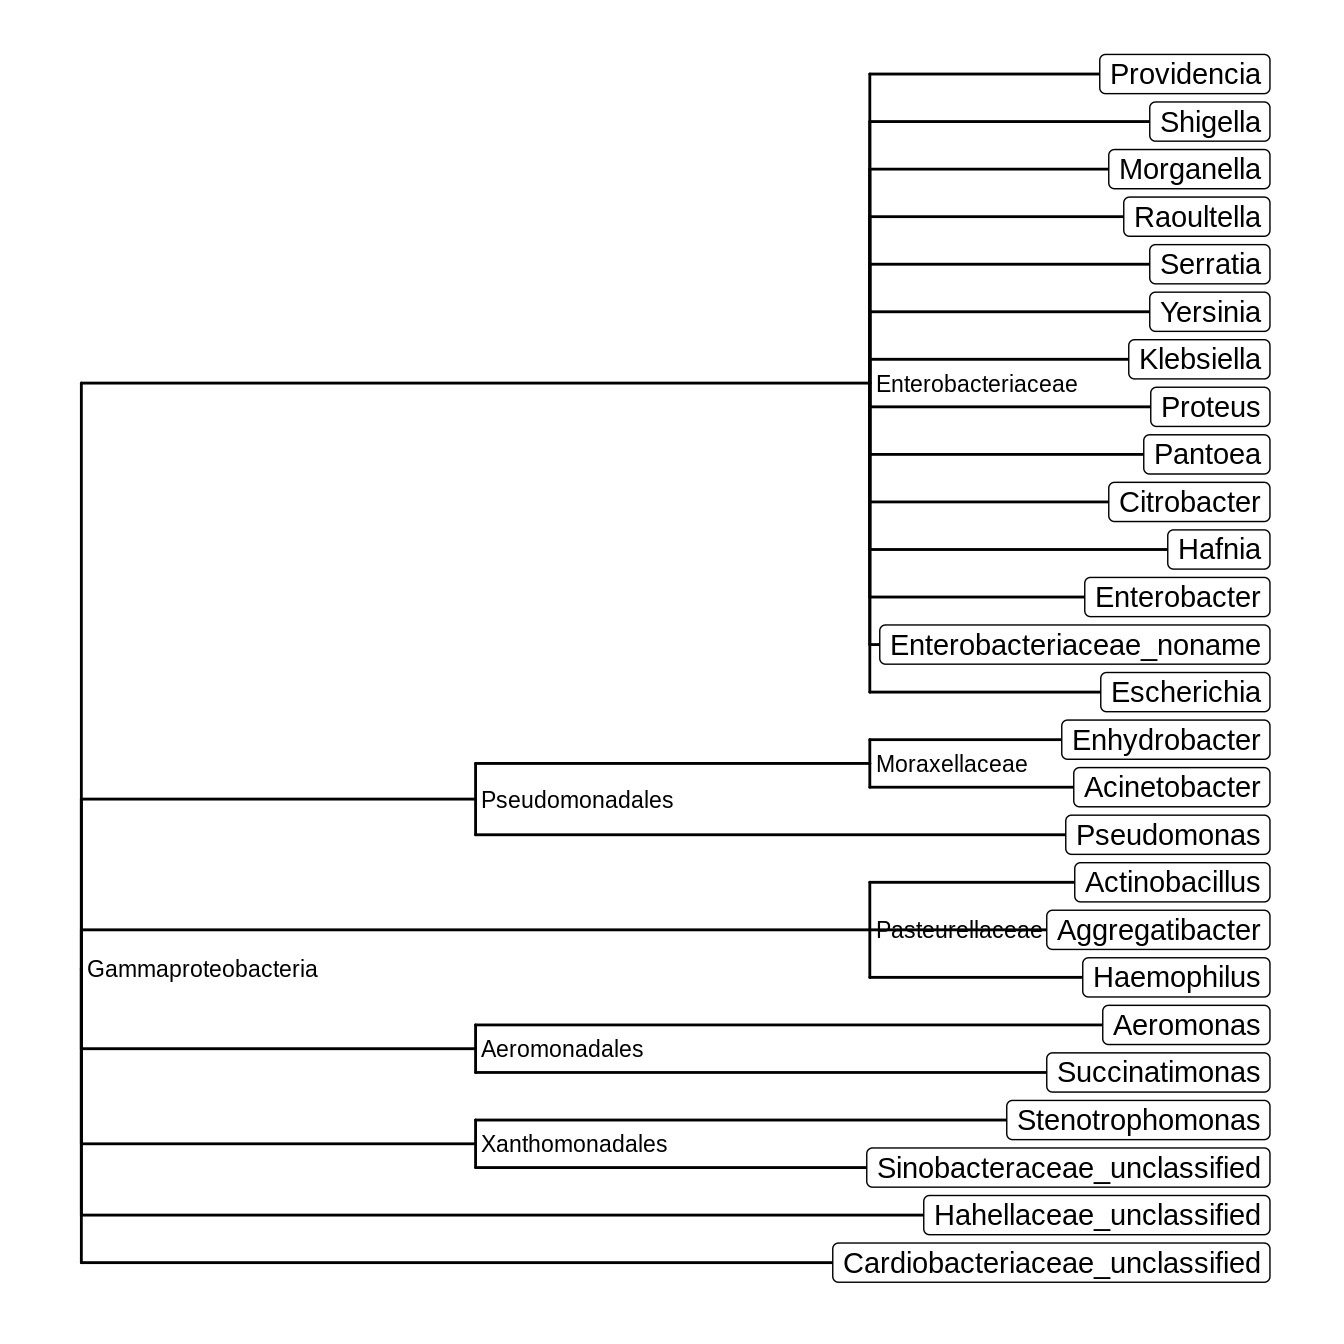 Providencia
Shigella
Morganella
Raoultella
Serratia
Yersinia
Klebsiella
Enterobacteriaceae
Proteus
Pantoea
Citrobacter
Hafnia
Enterobacter
Enterobacteriaceae_noname
Escherichia
Enhydrobacter
Moraxellaceae
Acinetobacter
Pseudomonadales
Pseudomonas
Actinobacillus
Pasteurellaceae
Aggregatibacter
Gammaproteobacteria
Haemophilus
Aeromonas
Aeromonadales
Succinatimonas
Stenotrophomonas
Xanthomonadales
Sinobacteraceae_unclassified
Hahellaceae_unclassified
Cardiobacteriaceae_unclassified